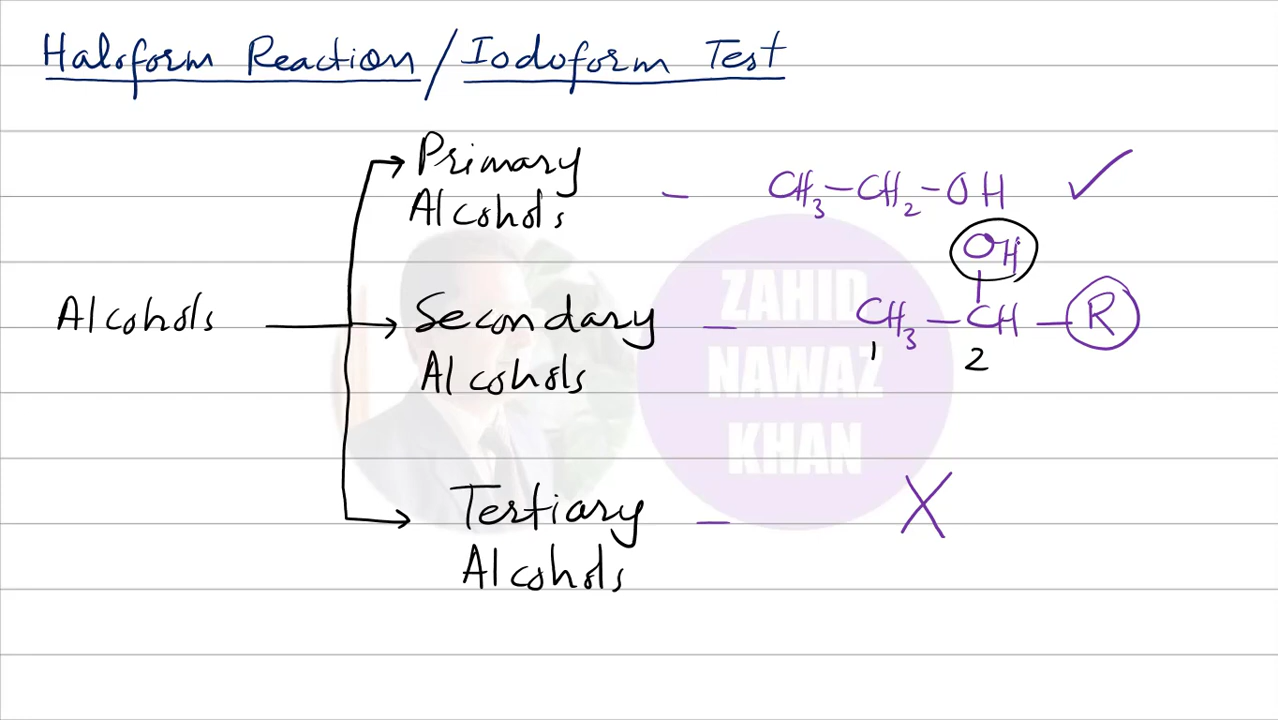 Haloform Reaction / Iodoform Test
Primary
Alcohols - CH₃-CH₂-OH ✓
OH
Alcohols → Secondary - CH₃-CH-R
1 2
Alcohols
Tertiary - X
Alcohols
ZAHID
NAWAZ
KHAN